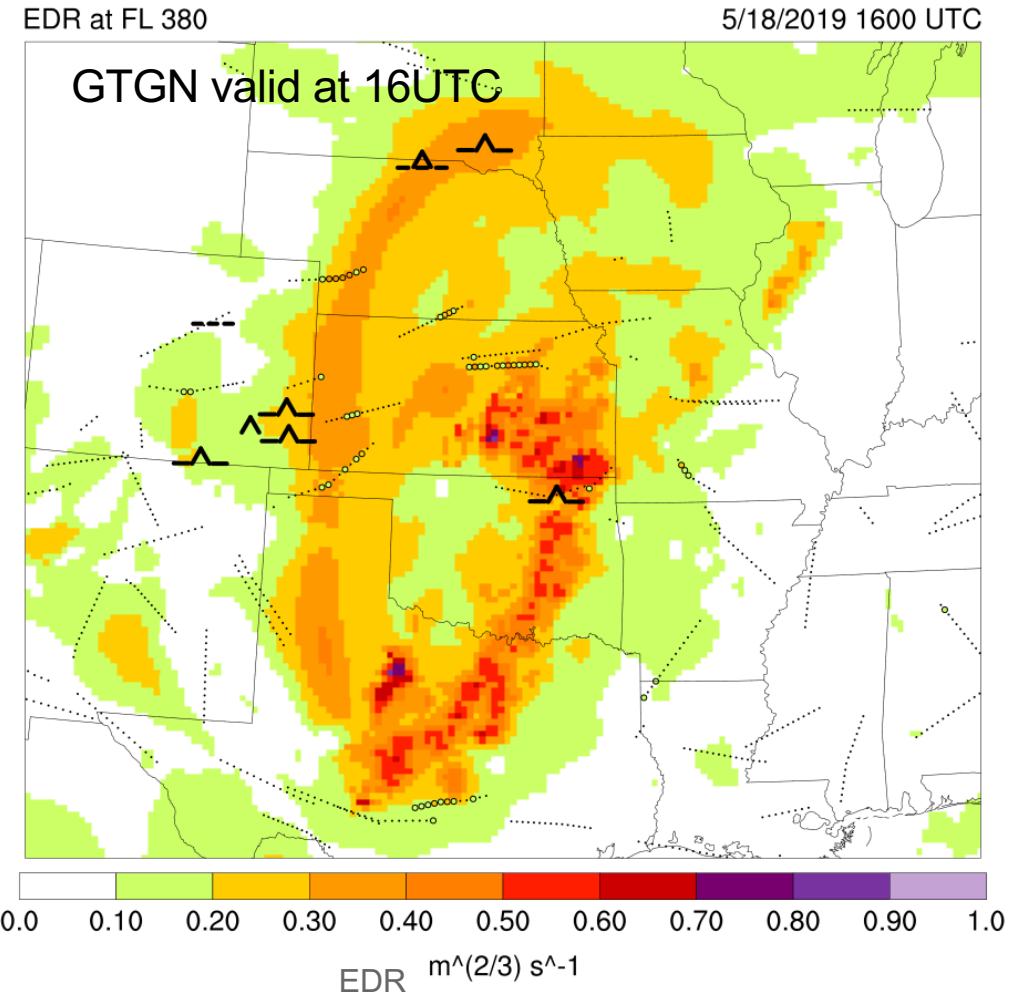 EDR at FL 380
5/18/2019 1600 UTC
GTGN valid at 16UTC
0.0 0.10 0.20 0.30 0.40 0.50 0.60 0.70 0.80 0.90 1.0
EDR m^(2/3) s^-1